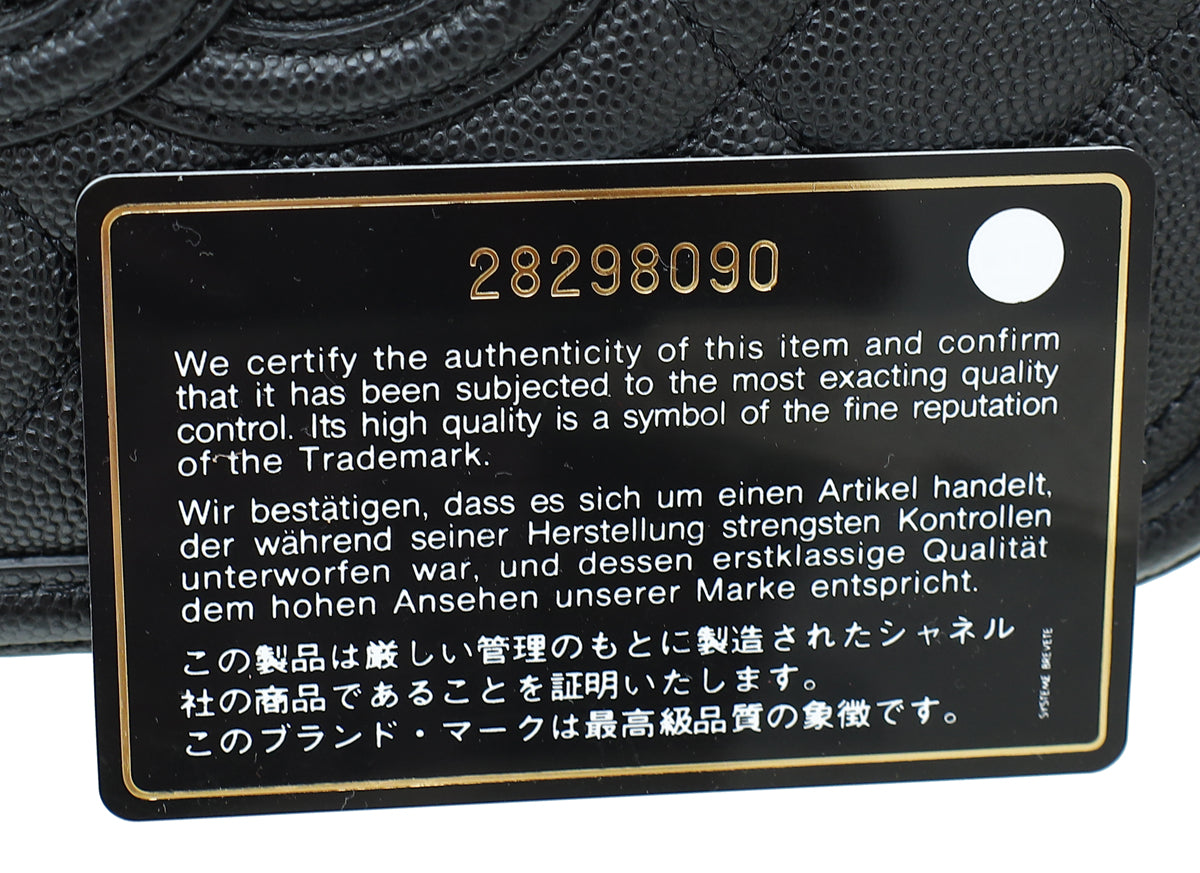 28298090
We certify the authenticity of this item and confirm
that it has been subjected to the most exacting quality
control. Its high quality is a symbol of the fine reputation
of the Trademark.
Wir bestätigen, dass es sich um einen Artikel handelt,
der während seiner Herstellung strengsten Kontrollen
unterworfen war, und dessen erstklassige Qualität
dem hohen Ansehen unserer Marke entspricht.
この製品は厳しい管理のもとに製造されたシャネル
社の商品であることを証明いたします。
このブランド・マークは最高級品質の象徴です。
SYSTEME BREVETE